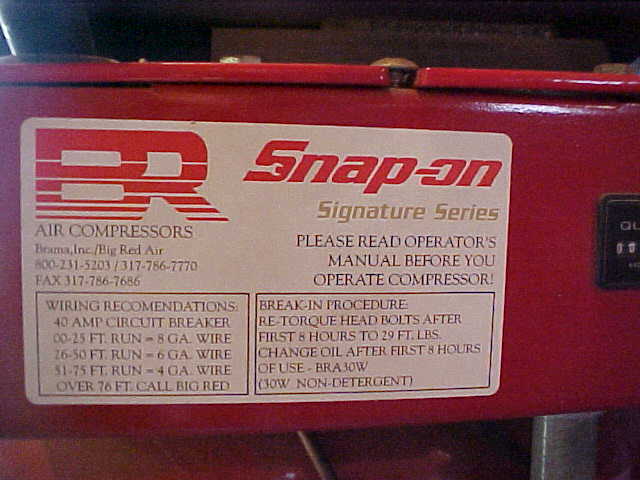 BR
AIR COMPRESSORS
Brama,Inc./Big Red Air
800-231-5203 / 317-786-7770
FAX 317-786-7686
Snap-on
Signature Series
PLEASE READ OPERATOR'S
MANUAL BEFORE YOU
OPERATE COMPRESSOR!
WIRING RECOMENDATIONS:
40 AMP CIRCUIT BREAKER
00-25 FT. RUN = 8 GA. WIRE
26-50 FT. RUN = 6 GA. WIRE
51-75 FT. RUN = 4 GA. WIRE
OVER 76 FT. CALL BIG RED
BREAK-IN PROCEDURE:
RE-TORQUE HEAD BOLTS AFTER
FIRST 8 HOURS TO 29 FT. LBS.
CHANGE OIL AFTER FIRST 8 HOURS
OF USE - BRA30W
(30W NON-DETERGENT)